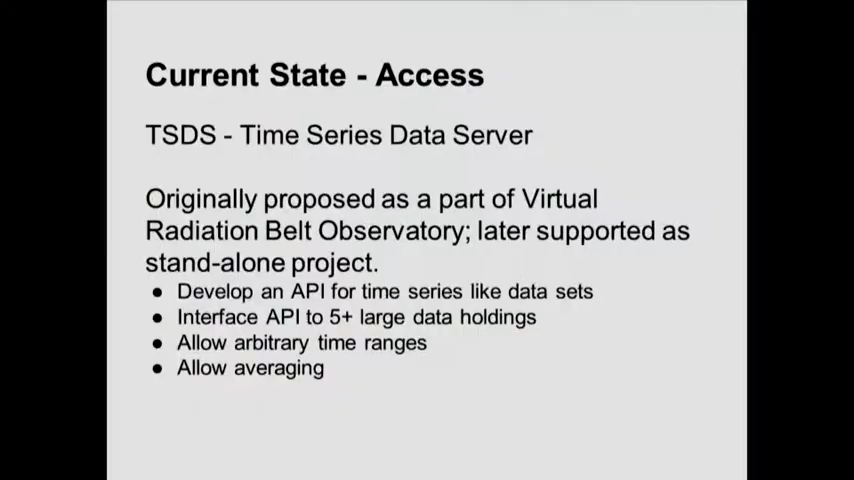 Current State - Access
TSDS - Time Series Data Server
Originally proposed as a part of Virtual
Radiation Belt Observatory; later supported as
stand-alone project.
● Develop an API for time series like data sets
● Interface API to 5+ large data holdings
● Allow arbitrary time ranges
● Allow averaging